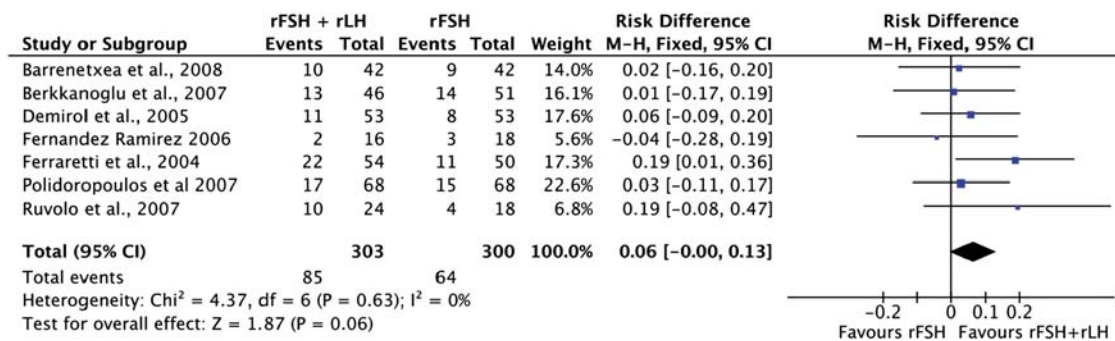 rFSH + rLH rFSH Risk Difference Risk Difference
Study or Subgroup Events Total Events Total Weight M-H, Fixed, 95% CI M-H, Fixed, 95% CI
Barrenetxea et al., 2008 10 42 9 42 14.0% 0.02 [-0.16, 0.20]
Berkkanoglu et al., 2007 13 46 14 51 16.1% 0.01 [-0.17, 0.19]
Demirol et al., 2005 11 53 8 53 17.6% 0.06 [-0.09, 0.20]
Fernandez Ramirez 2006 2 16 3 18 5.6% -0.04 [-0.28, 0.19]
Ferraretti et al., 2004 22 54 11 50 17.3% 0.19 [0.01, 0.36]
Polidoropoulos et al 2007 17 68 15 68 22.6% 0.03 [-0.11, 0.17]
Ruvolo et al., 2007 10 24 4 18 6.8% 0.19 [-0.08, 0.47]
Total (95% CI) 303 300 100.0% 0.06 [-0.00, 0.13]
Total events 85 64
Heterogeneity: Chi² = 4.37, df = 6 (P = 0.63); I² = 0%
Test for overall effect: Z = 1.87 (P = 0.06)
-0.2 0 0.1 0.2
Favours rFSH Favours rFSH+rLH